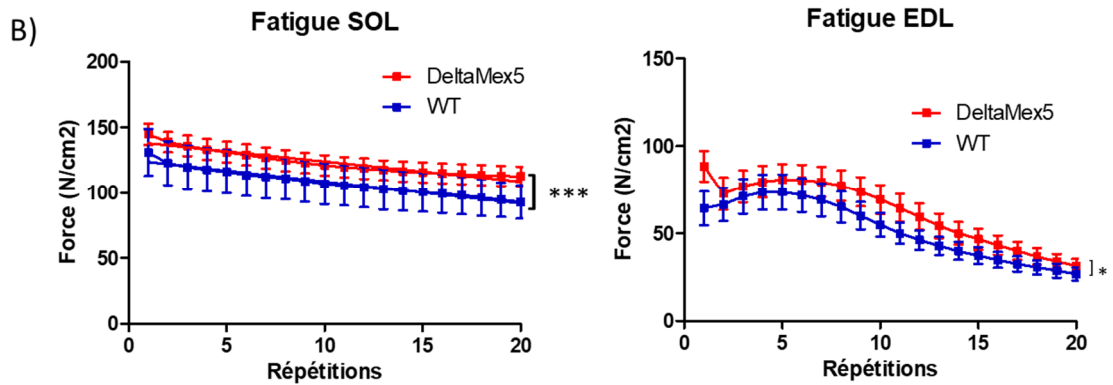 B)
Fatigue SOL
200
150
100
50
0
Force (N/cm2)
DeltaMex5
WT
***
0 5 10 15 20
Répétitions
Fatigue EDL
150
100
50
0
Force (N/cm2)
DeltaMex5
WT
*
0 5 10 15 20
Répétitions